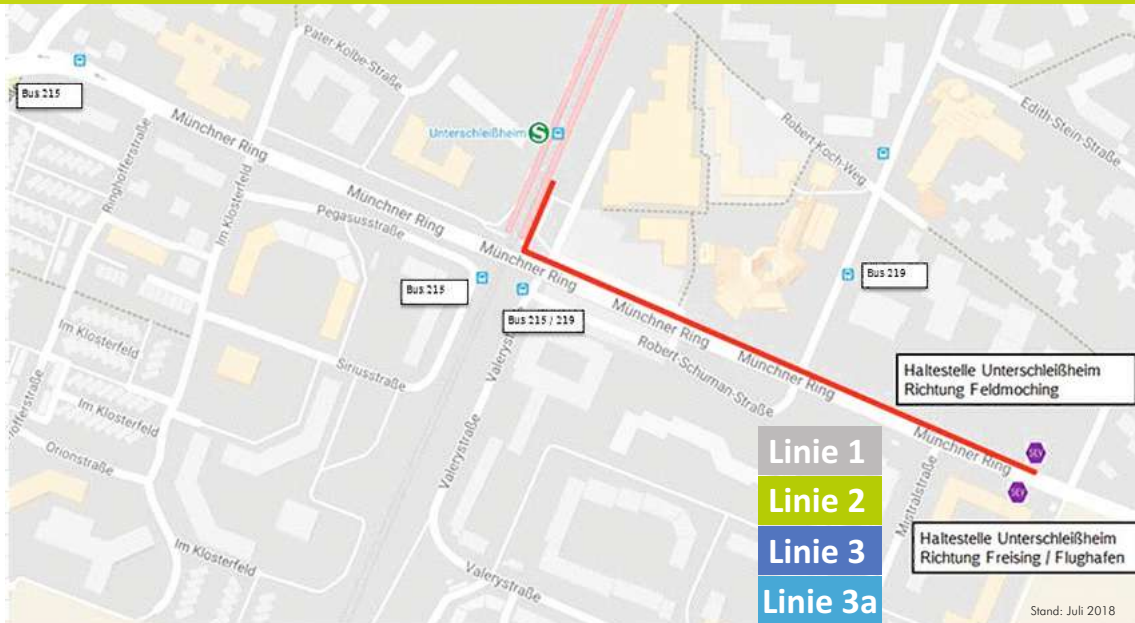 Bus 215
Pater-Kolbe-Straße
Unterschleißheim
S
Edith-Stein-Straße
Robert-Koch-Weg
Münchner Ring
Ringhofferstraße
Im Klosterfeld
Münchner Ring
Pegasusstraße
Münchner Ring
Bus 215
Bus 215 / 219
Bus 219
Münchner Ring
Robert-Schuman-Straße
Münchner Ring
Im Klosterfeld
Siriusstraße
Valerystraße
Haltestelle Unterschleißheim
Richtung Feldmoching
Im Klosterfeld
Orionstraße
Valerystraße
Münchner Ring
SEV
SEV
Mistralstraße
Linie 1
Linie 2
Linie 3
Linie 3a
Haltestelle Unterschleißheim
Richtung Freising / Flughafen
Im Klosterfeld
Valerystraße
Stand: Juli 2018